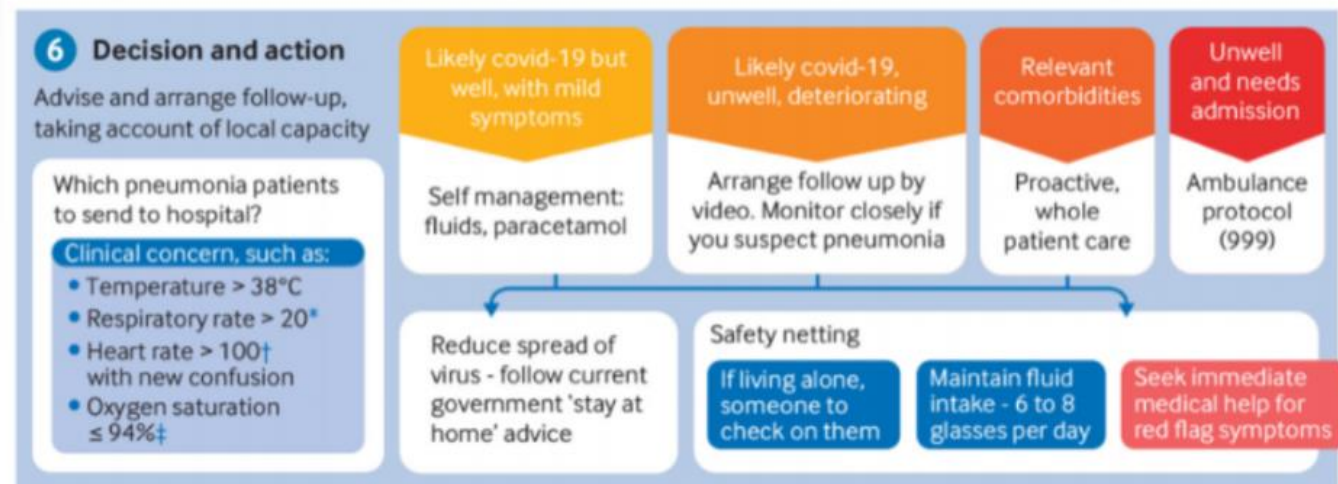 6 Decision and action
Advise and arrange follow-up,
taking account of local capacity
Which pneumonia patients
to send to hospital?
Clinical concern, such as:
• Temperature > 38°C
• Respiratory rate > 20*
• Heart rate > 100†
with new confusion
• Oxygen saturation
≤ 94%‡
Likely covid-19 but
well, with mild
symptoms
Self management:
fluids, paracetamol
Likely covid-19,
unwell, deteriorating
Arrange follow up by
video. Monitor closely if
you suspect pneumonia
Relevant
comorbidities
Proactive,
whole
patient care
Unwell
and needs
admission
Ambulance
protocol
(999)
Reduce spread of
virus - follow current
government 'stay at
home' advice
Safety netting
If living alone,
someone to
check on them
Maintain fluid
intake - 6 to 8
glasses per day
Seek immediate
medical help for
red flag symptoms